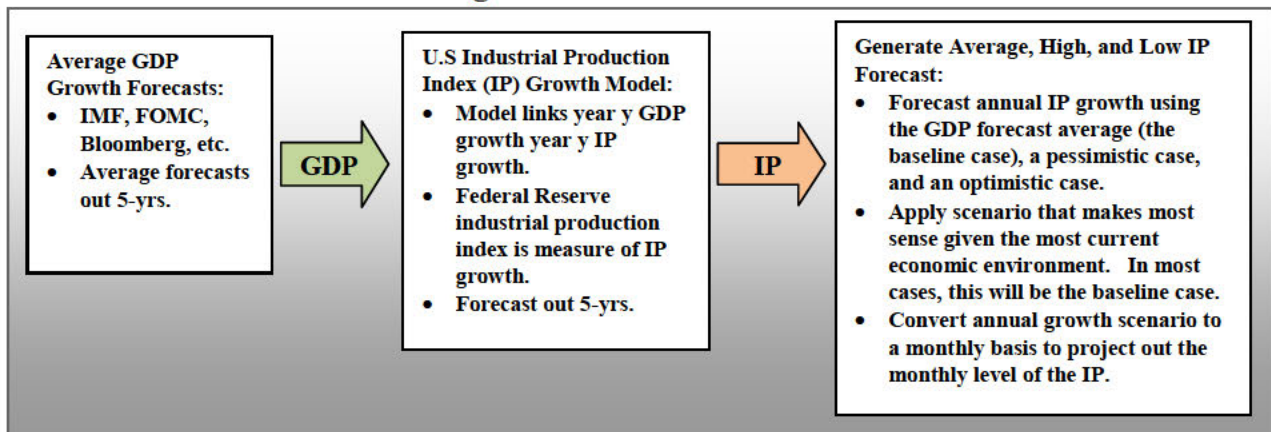 Average GDP
Growth Forecasts:
• IMF, FOMC,
Bloomberg, etc.
• Average forecasts
out 5-yrs.
GDP
U.S Industrial Production
Index (IP) Growth Model:
• Model links year y GDP
growth year y IP
growth.
• Federal Reserve
industrial production
index is measure of IP
growth.
• Forecast out 5-yrs.
IP
Generate Average, High, and Low IP
Forecast:
• Forecast annual IP growth using
the GDP forecast average (the
baseline case), a pessimistic case,
and an optimistic case.
• Apply scenario that makes most
sense given the most current
economic environment. In most
cases, this will be the baseline case.
• Convert annual growth scenario to
a monthly basis to project out the
monthly level of the IP.